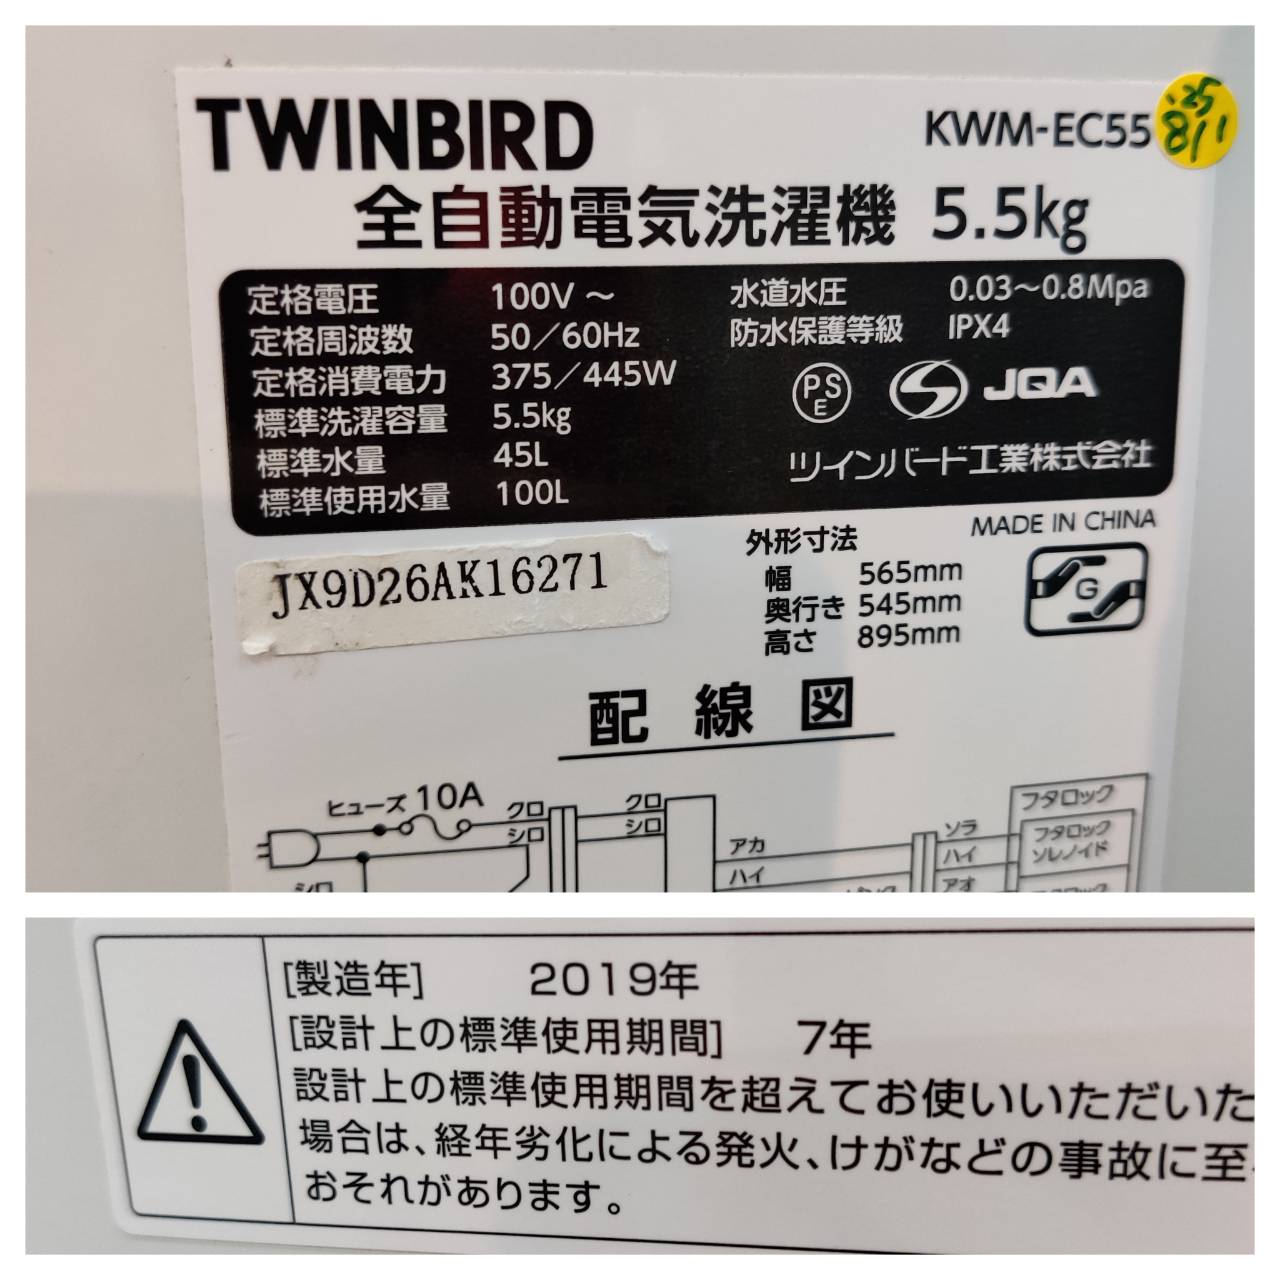 TWINBIRD
KWM-EC55
'25
8/1
全自動電気洗濯機 5.5kg
定格電圧 100V ～
定格周波数 50／60Hz
定格消費電力 375／445W
標準洗濯容量 5.5kg
標準水量 45L
標準使用水量 100L
水道水圧 0.03～0.8Mpa
防水保護等級 IPX4
PSE
JQA
ツインバード工業株式会社
MADE IN CHINA
JX9D26AK16271
外形寸法
幅 565mm
奥行き 545mm
高さ 895mm
G
配線図
ヒューズ 10A
クロ
シロ
クロ
シロ
アカ
ハイ
ソラ
ハイ
アオ
フタロック
フタロック
ソレノイド
シロ
[製造年] 2019年
[設計上の標準使用期間] 7年
設計上の標準使用期間を超えてお使いいただいた
場合は、経年劣化による発火、けがなどの事故に至
おそれがあります。